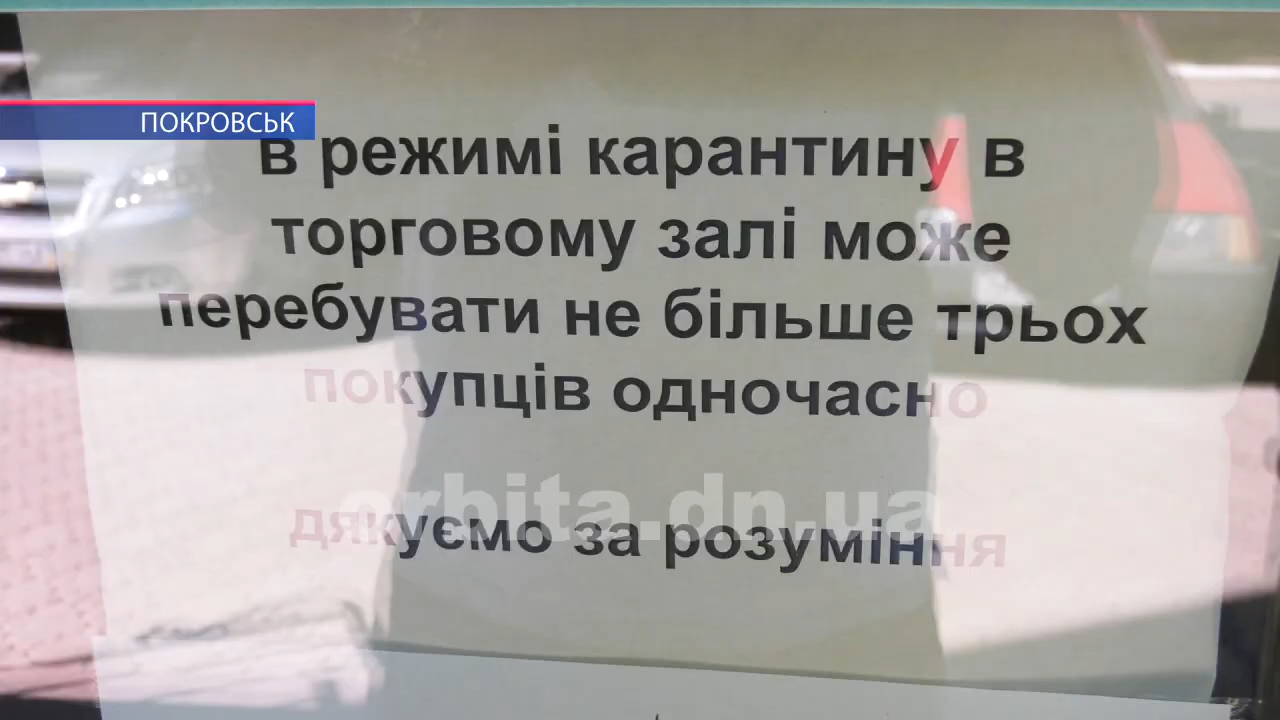 ПОКРОВСЬК
в режимі карантину в
торговому залі може
перебувати не більше трьох
покупців одночасно
orbita.dn.ua
дякуємо за розуміння